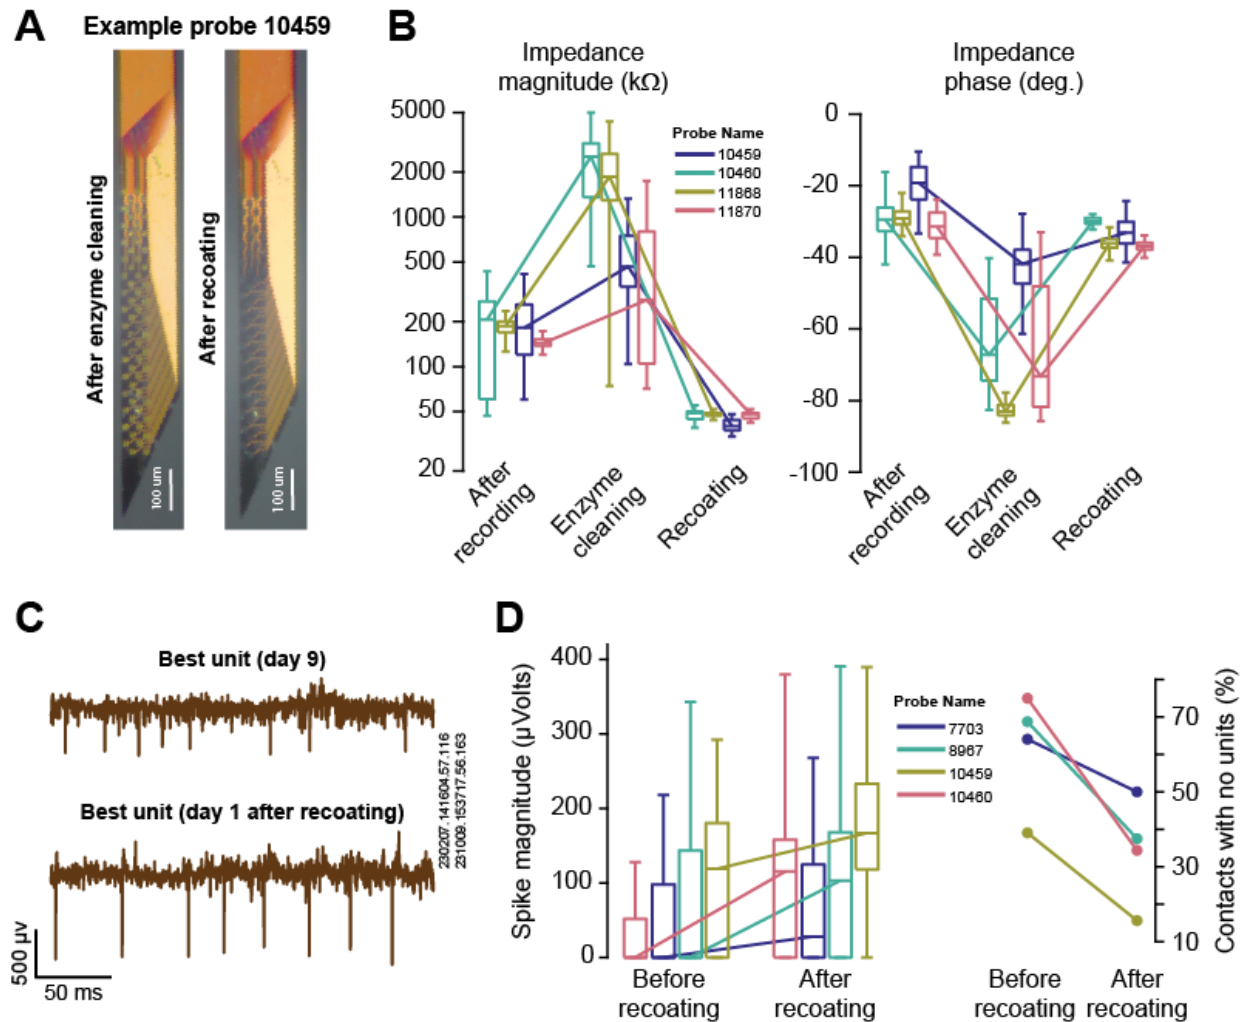 A
Example probe 10459
After enzyme cleaning
After recoating
100 um
100 um
B
Impedance
magnitude (kΩ)
5000
2000
1000
500
200
100
50
20
Probe Name
10459
10460
11868
11870
After
recording
Enzyme
cleaning
Recoating
Impedance
phase (deg.)
0
-20
-40
-60
-80
-100
After
recording
Enzyme
cleaning
Recoating
C
Best unit (day 9)
Best unit (day 1 after recoating)
230207.141604.57.116
231009.153717.56.163
500 μv
50 ms
D
Spike magnitude (μVolts)
400
300
200
100
0
Before
recoating
After
recoating
Probe Name
7703
8967
10459
10460
70
50
30
10
Contacts with no units (%)
Before
recoating
After
recoating